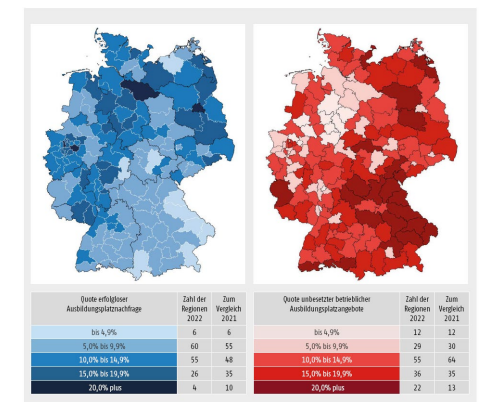 Quote erfolgloser
Ausbildungsplatznachfrage
Zahl der
Regionen
2022
Zum
Vergleich
2021
bis 4,9% 6 6
5,0% bis 9,9% 60 55
10,0% bis 14,9% 55 48
15,0% bis 19,9% 26 35
20,0% plus 4 10
Quote unbesetzter betrieblicher
Ausbildungsplatzangebote
Zahl der
Regionen
2022
Zum
Vergleich
2021
bis 4,9% 12 12
5,0% bis 9,9% 29 30
10,0% bis 14,9% 55 64
15,0% bis 19,9% 36 35
20,0% plus 22 13